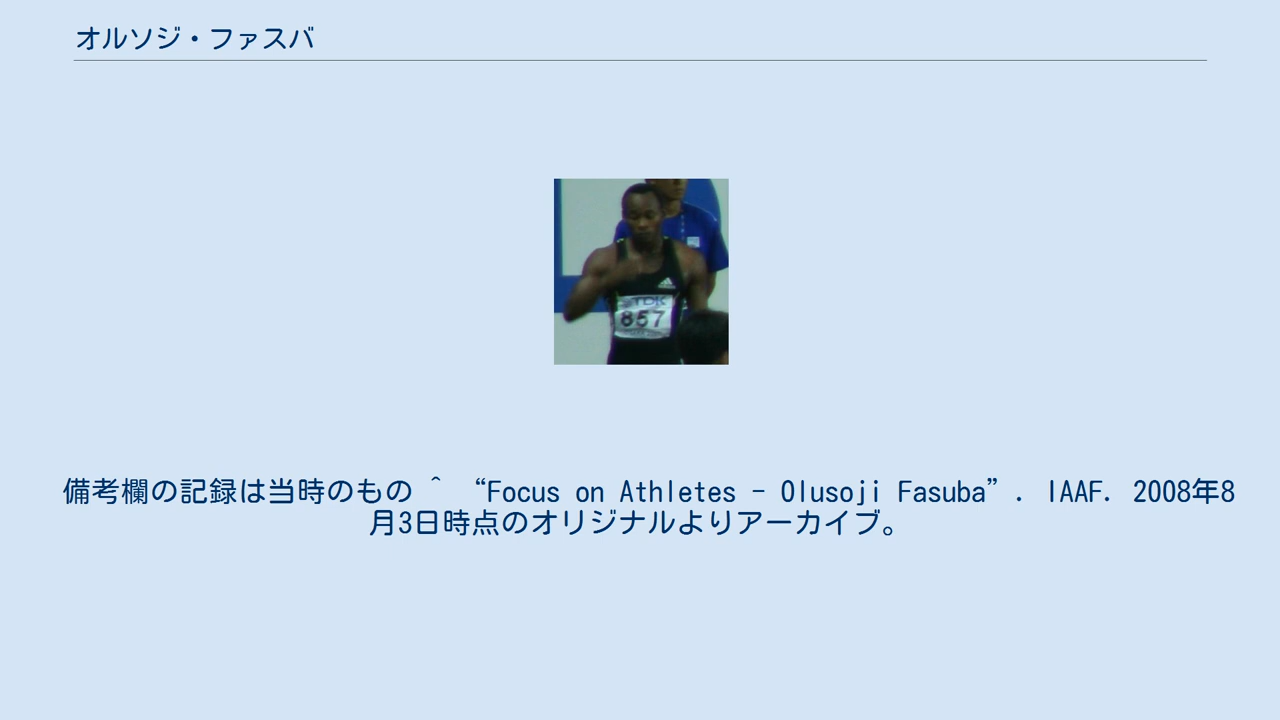 オルソジ・ファスバ
TDK
857
備考欄の記録は当時のもの ^ “Focus on Athletes - Olusoji Fasuba”. IAAF. 2008年8
月3日時点のオリジナルよりアーカイブ。